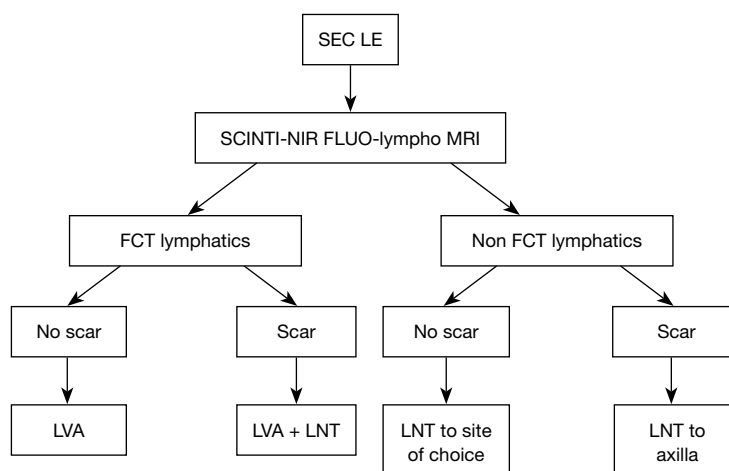 SEC LE
SCINTI-NIR FLUO-lympho MRI
FCT lymphatics
Non FCT lymphatics
No scar
Scar
No scar
Scar
LVA
LVA + LNT
LNT to site
of choice
LNT to
axilla